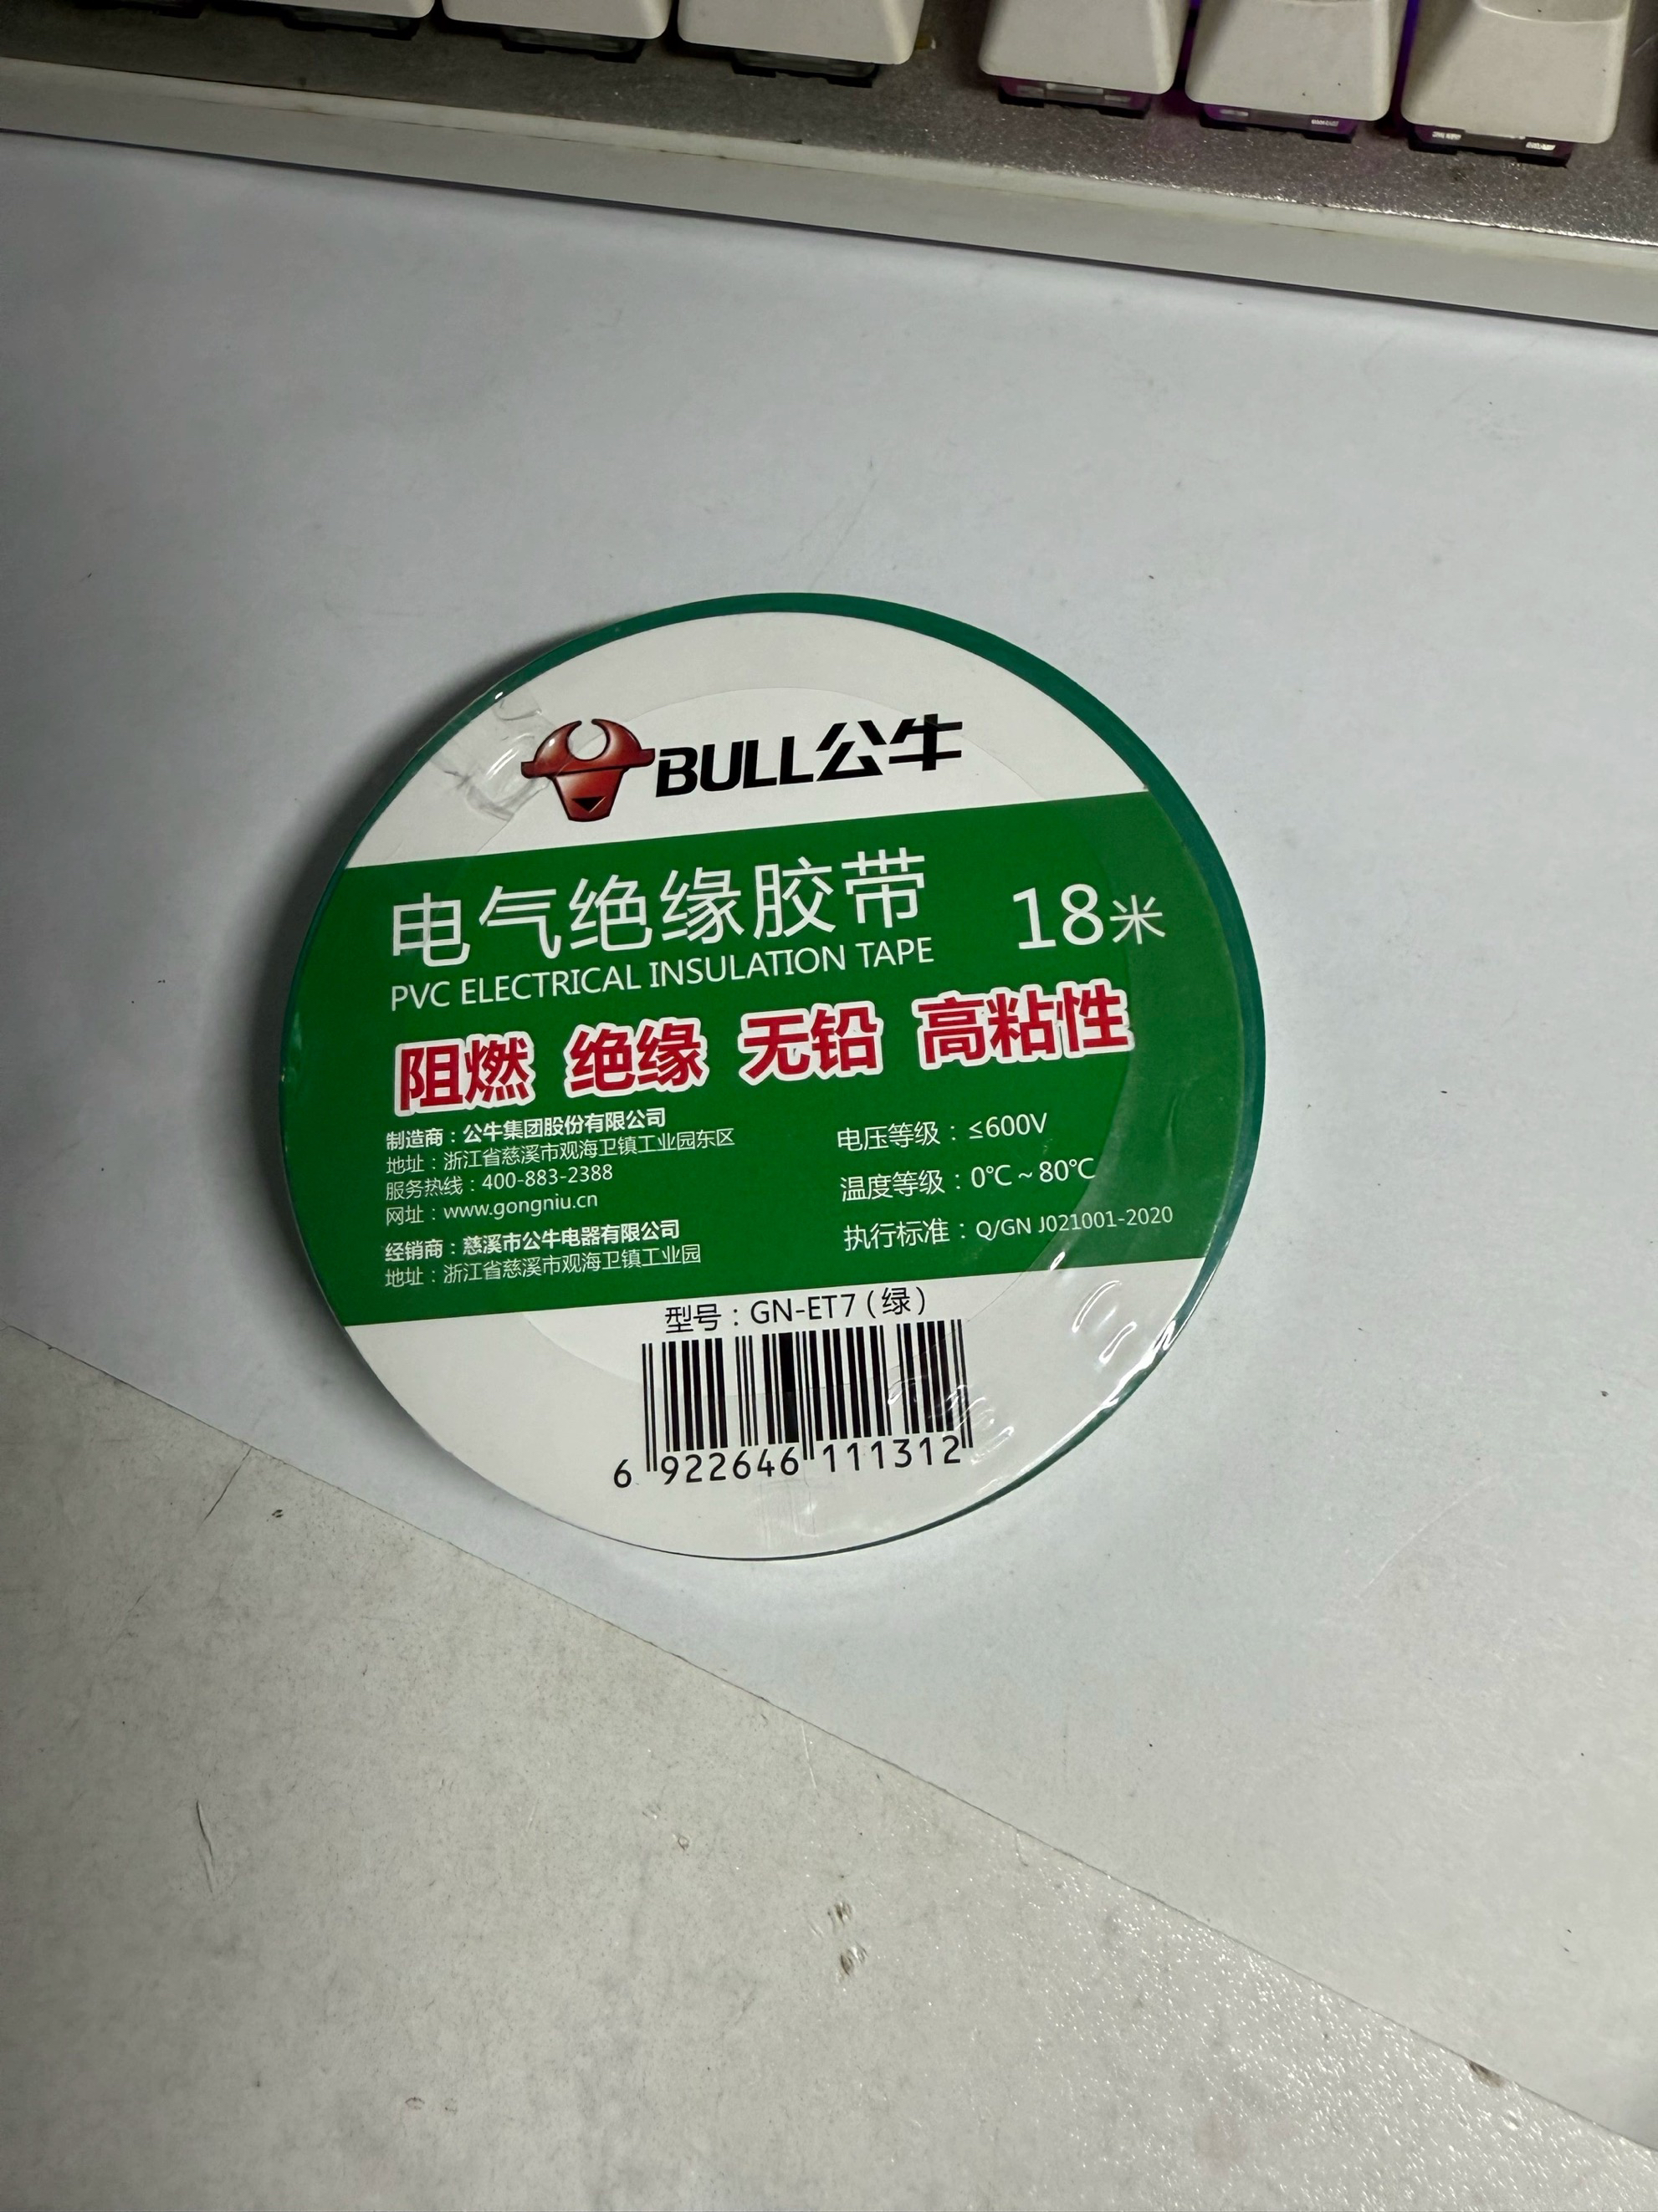 BULL公牛
电气绝缘胶带 18米
PVC ELECTRICAL INSULATION TAPE
阻燃 绝缘 无铅 高粘性
制造商：公牛集团股份有限公司
地址：浙江省慈溪市观海卫镇工业园东区
服务热线：400-883-2388
网址：www.gongniu.cn
经销商：慈溪市公牛电器有限公司
地址：浙江省慈溪市观海卫镇工业园
电压等级：≤600V
温度等级：0℃~80℃
执行标准：Q/GN J021001-2020
型号：GN-ET7(绿)
6 922646 111312